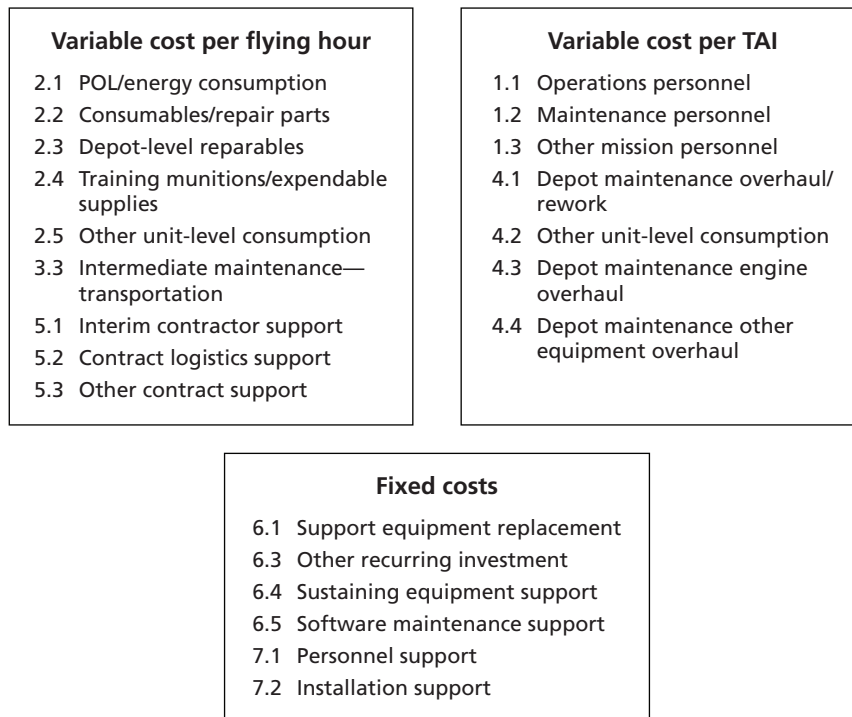 Variable cost per flying hour
2.1 POL/energy consumption
2.2 Consumables/repair parts
2.3 Depot-level reparables
2.4 Training munitions/expendable
supplies
2.5 Other unit-level consumption
3.3 Intermediate maintenance—
transportation
5.1 Interim contractor support
5.2 Contract logistics support
5.3 Other contract support
Variable cost per TAI
1.1 Operations personnel
1.2 Maintenance personnel
1.3 Other mission personnel
4.1 Depot maintenance overhaul/
rework
4.2 Other unit-level consumption
4.3 Depot maintenance engine
overhaul
4.4 Depot maintenance other
equipment overhaul
Fixed costs
6.1 Support equipment replacement
6.3 Other recurring investment
6.4 Sustaining equipment support
6.5 Software maintenance support
7.1 Personnel support
7.2 Installation support